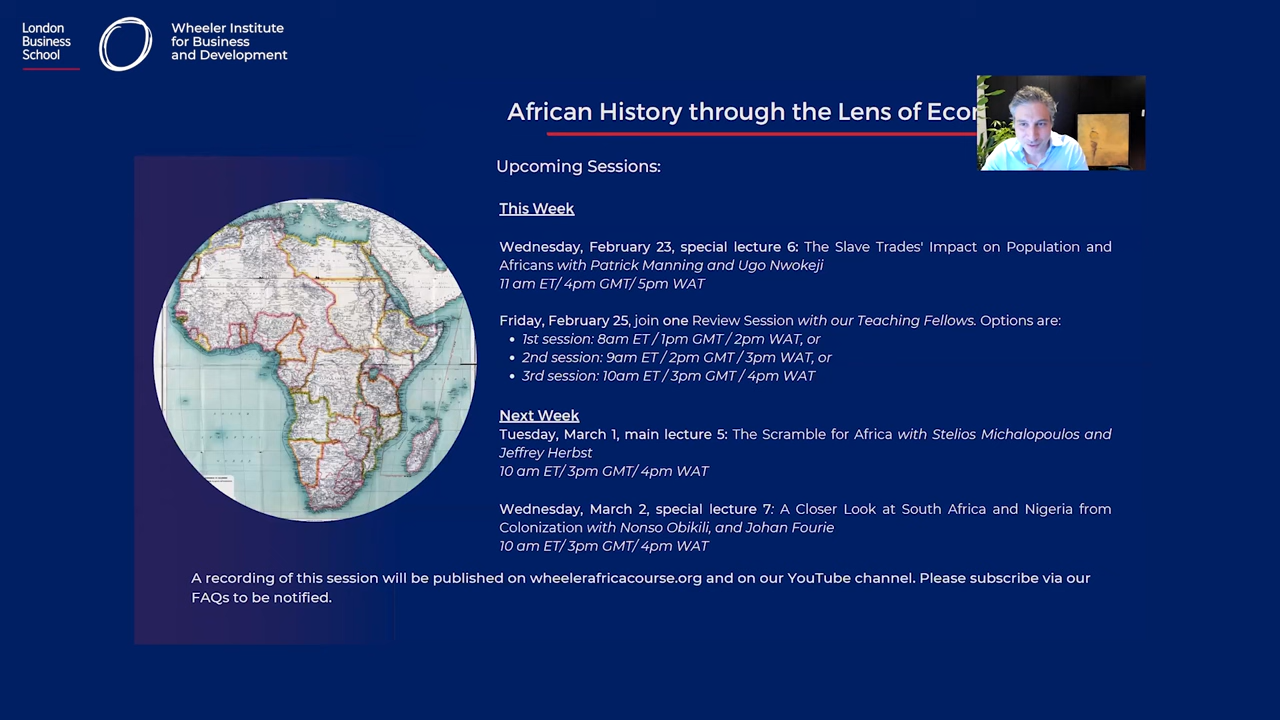 London
Business
School
Wheeler Institute
for Business
and Development
African History through the Lens of
Upcoming Sessions:
This Week
Wednesday, February 23, special lecture 6: The Slave Trades' Impact on Population and
Africans with Patrick Manning and Ugo Nwokeji
11 am ET/ 4pm GMT/ 5pm WAT
Friday, February 25, join one Review Session with our Teaching Fellows. Options are:
• 1st session: 8am ET / 1pm GMT / 2pm WAT, or
• 2nd session: 9am ET / 2pm GMT / 3pm WAT, or
• 3rd session: 10am ET / 3pm GMT / 4pm WAT
Next Week
Tuesday, March 1, main lecture 5: The Scramble for Africa with Stelios Michalopoulos and
Jeffrey Herbst
10 am ET/ 3pm GMT/ 4pm WAT
Wednesday, March 2, special lecture 7: A Closer Look at South Africa and Nigeria from
Colonization with Nonso Obikili, and Johan Fourie
10 am ET/ 3pm GMT/ 4pm WAT
A recording of this session will be published on wheelerafricacourse.org and on our YouTube channel. Please subscribe via our
FAQs to be notified.